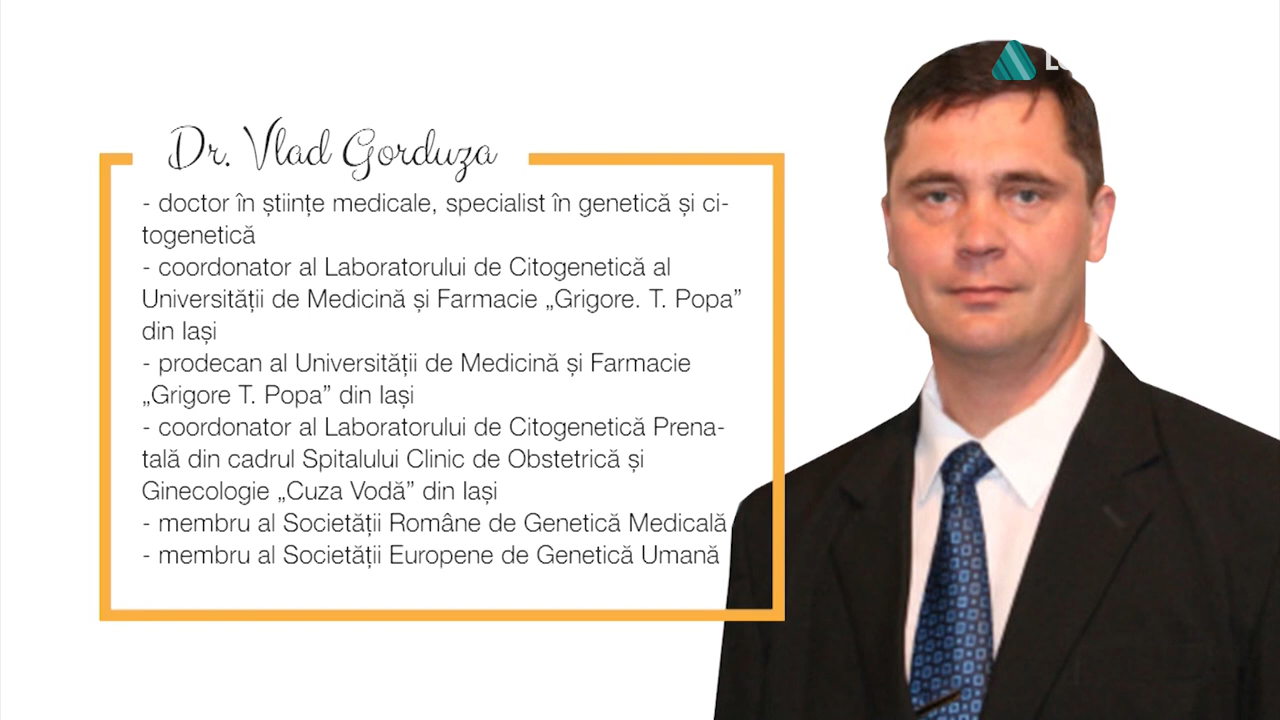 Dr. Vlad Gorduza
- doctor în științe medicale, specialist în genetică și ci-
togenetică
- coordonator al Laboratorului de Citogenetică al
Universității de Medicină și Farmacie „Grigore. T. Popa”
din Iași
- prodecan al Universității de Medicină și Farmacie
„Grigore T. Popa” din Iași
- coordonator al Laboratorului de Citogenetică Prena-
tală din cadrul Spitalului Clinic de Obstetrică și
Ginecologie „Cuza Vodă” din Iași
- membru al Societății Române de Genetică Medicală
- membru al Societății Europene de Genetică Umană